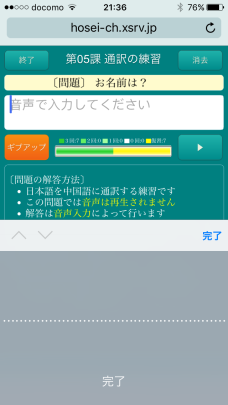 docomo 21:36 76%
hosei-ch.xsrv.jp
終了 第05課 通訳の練習 消去
〔問題〕 お名前は？
音声で入力してください
ギブアップ
〔問題の解答方法〕
• 日本語を中国語に通訳する練習です
• この問題では音声は再生されません
• 解答は音声入力によって行います
完了
完了